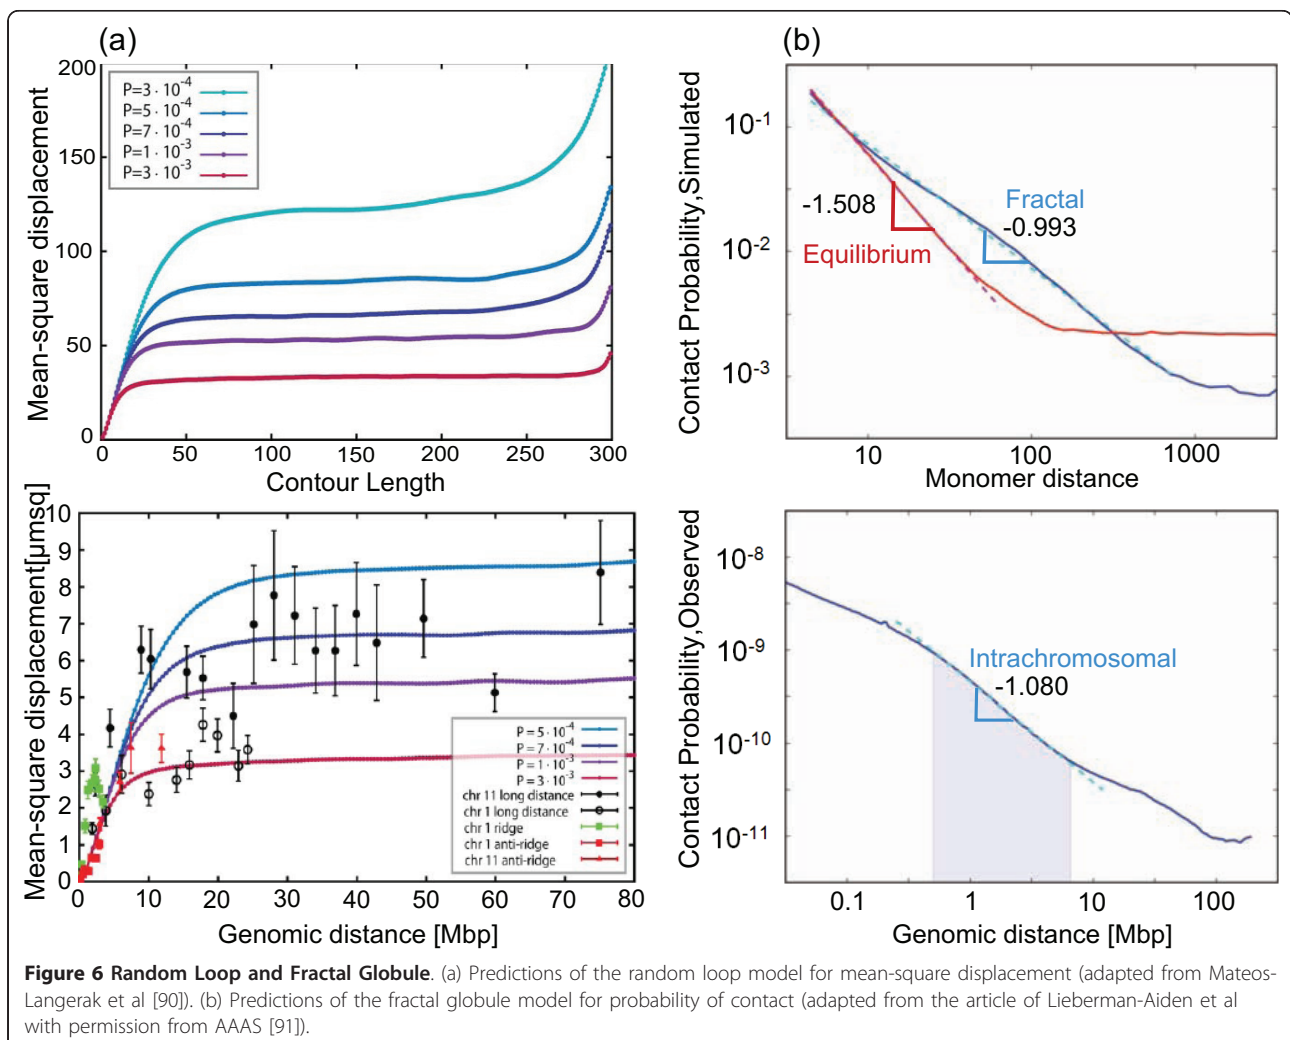 (a)
Mean-square displacement
200
150
100
50
0
P=3 · 10⁻⁴
P=5 · 10⁻⁴
P=7 · 10⁻⁴
P=1 · 10⁻³
P=3 · 10⁻³
0 50 100 150 200 250 300
Contour Length
(b)
Contact Probability,Simulated
10⁻¹
10⁻²
10⁻³
-1.508
Equilibrium
Fractal
-0.993
10 100 1000
Monomer distance
Mean-square displacement[µmsq]
10
9
8
7
6
5
4
3
2
1
0
P = 5 · 10⁻⁴
P = 7 · 10⁻⁴
P = 1 · 10⁻³
P = 3 · 10⁻³
chr 11 long distance
chr 1 long distance
chr 1 ridge
chr 1 anti-ridge
chr 11 anti-ridge
0 10 20 30 40 50 60 70 80
Genomic distance [Mbp]
Contact Probability,Observed
10⁻⁸
10⁻⁹
10⁻¹⁰
10⁻¹¹
Intrachromosomal
-1.080
0.1 1 10 100
Genomic distance [Mbp]
Figure 6 Random Loop and Fractal Globule. (a) Predictions of the random loop model for mean-square displacement (adapted from Mateos-
Langerak et al [90]). (b) Predictions of the fractal globule model for probability of contact (adapted from the article of Lieberman-Aiden et al
with permission from AAAS [91]).